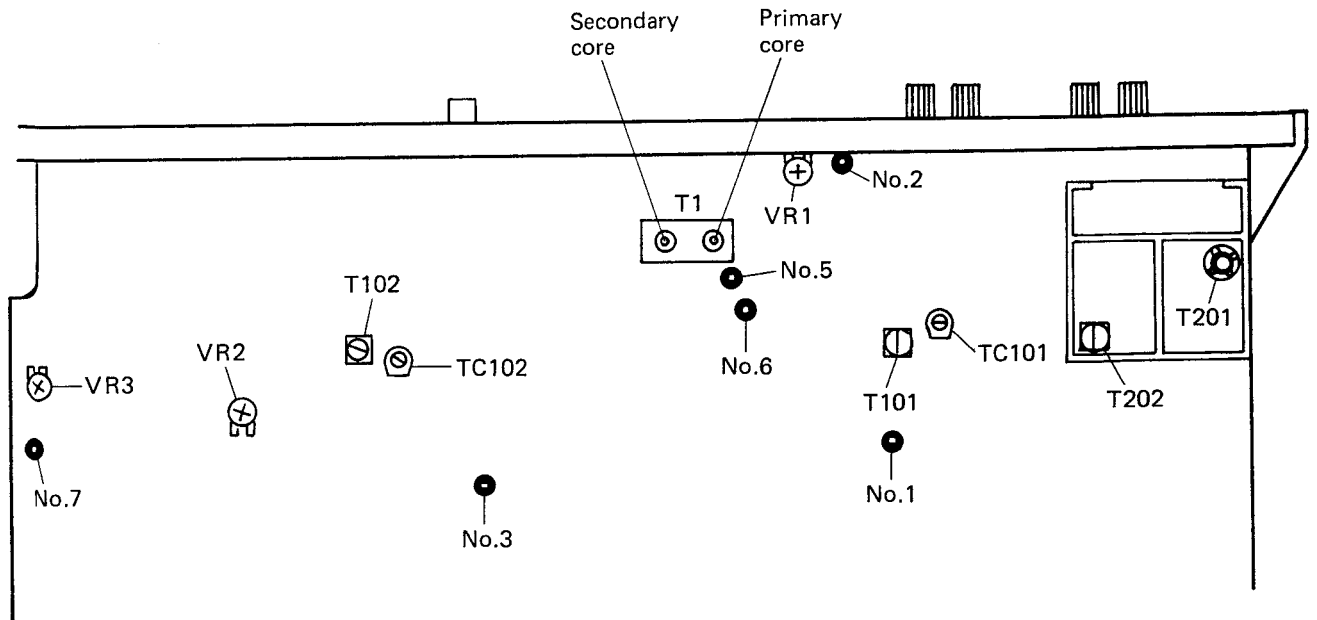 Secondary
core
Primary
core
No.2
T1
VR1
No.5
T102
T201
No.6
TC101
VR2
TC102
VR3
T101
T202
No.7
No.1
No.3